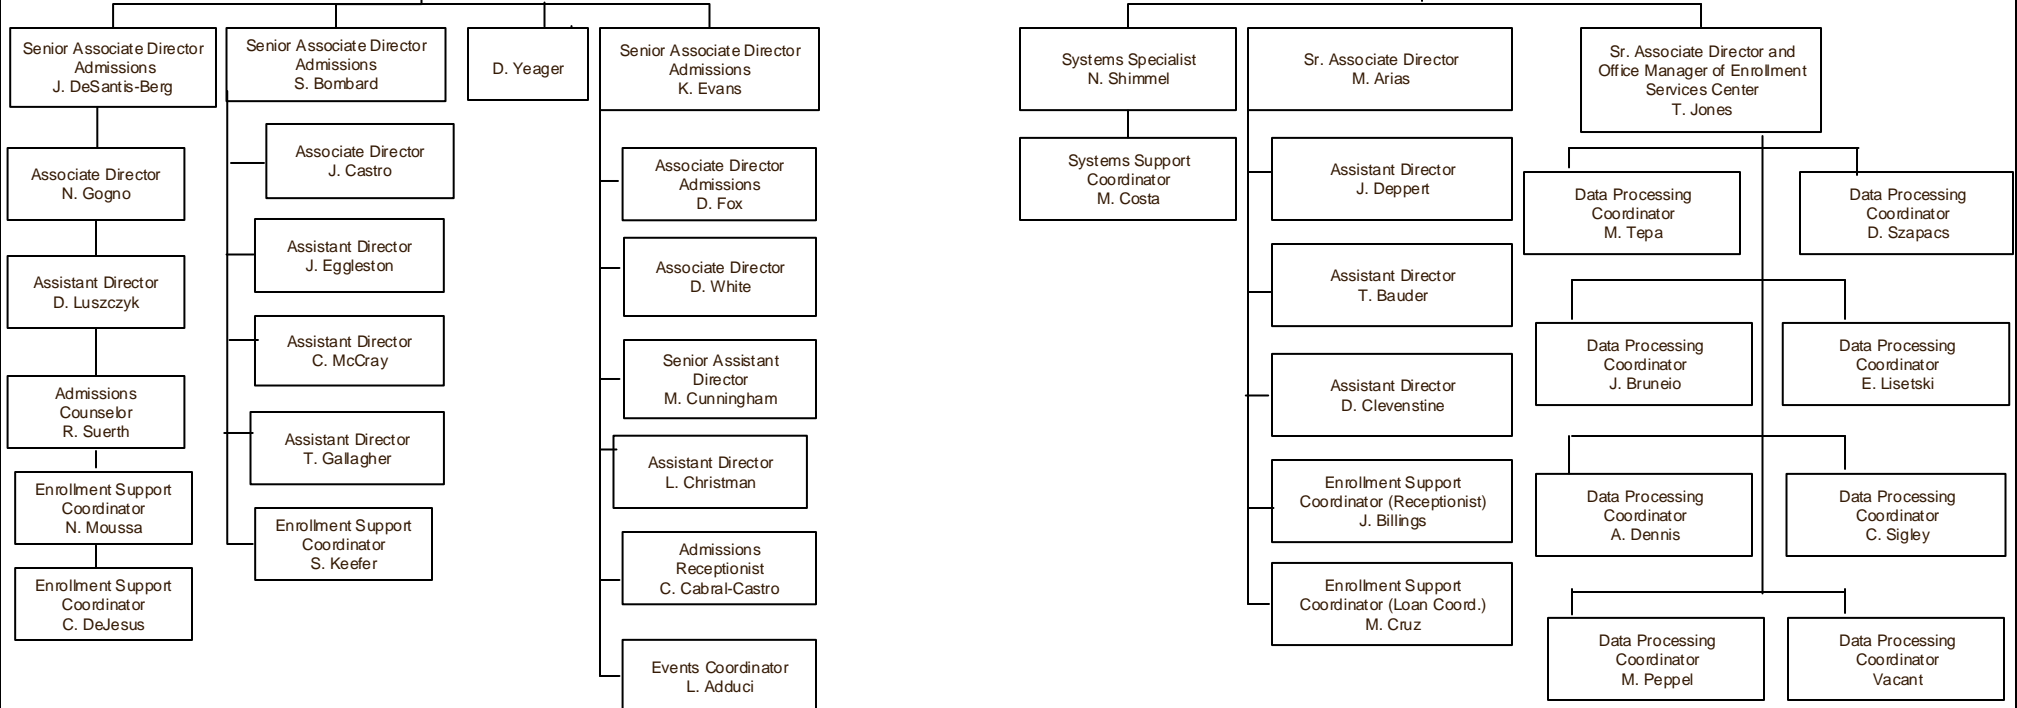 Senior Associate Director
Admissions
J. DeSantis-Berg
Associate Director
N. Gogno
Assistant Director
D. Luszczyk
Admissions
Counselor
R. Suerth
Enrollment Support
Coordinator
N. Moussa
Enrollment Support
Coordinator
C. DeJesus
Senior Associate Director
Admissions
S. Bombard
Associate Director
J. Castro
Assistant Director
J. Eggleston
Assistant Director
C. McCray
Assistant Director
T. Gallagher
Enrollment Support
Coordinator
S. Keefer
D. Yeager
Senior Associate Director
Admissions
K. Evans
Associate Director
Admissions
D. Fox
Associate Director
D. White
Senior Assistant
Director
M. Cunningham
Assistant Director
L. Christman
Admissions
Receptionist
C. Cabral-Castro
Events Coordinator
L. Adduci
Systems Specialist
N. Shimmel
Systems Support
Coordinator
M. Costa
Sr. Associate Director
M. Arias
Assistant Director
J. Deppert
Assistant Director
T. Bauder
Assistant Director
D. Clevenstine
Enrollment Support
Coordinator (Receptionist)
J. Billings
Enrollment Support
Coordinator (Loan Coord.)
M. Cruz
Sr. Associate Director and
Office Manager of Enrollment
Services Center
T. Jones
Data Processing
Coordinator
M. Tepa
Data Processing
Coordinator
D. Szapacs
Data Processing
Coordinator
J. Bruneio
Data Processing
Coordinator
E. Lisetski
Data Processing
Coordinator
A. Dennis
Data Processing
Coordinator
C. Sigley
Data Processing
Coordinator
M. Peppel
Data Processing
Coordinator
Vacant